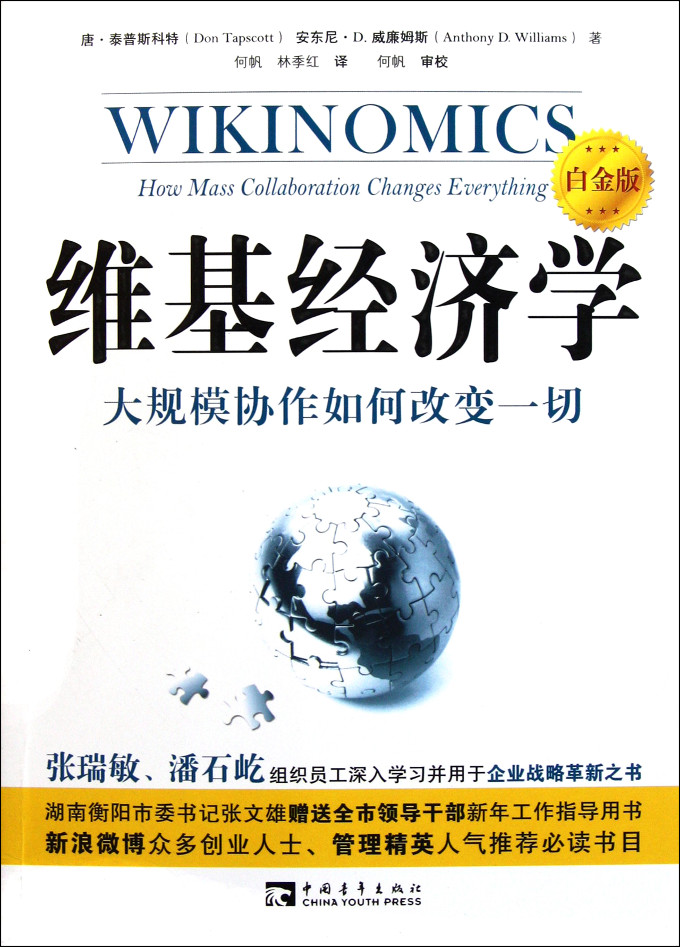 唐·泰普斯科特（Don Tapscott） 安东尼·D. 威廉姆斯（Anthony D. Williams） 著
何帆 林季红 译 何帆 审校
WIKINOMICS
How Mass Collaboration Changes Everything
白金版
维基经济学
大规模协作如何改变一切
张瑞敏、潘石屹组织员工深入学习并用于企业战略革新之书
湖南衡阳市委书记张文雄赠送全市领导干部新年工作指导用书
新浪微博众多创业人士、管理精英人气推荐必读书目
中国青年出版社
CHINA YOUTH PRESS